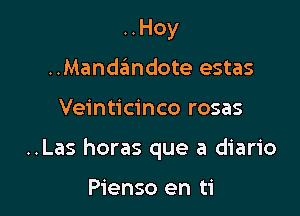 ..Hoy
..Mandándote estas
Veinticinco rosas
..Las horas que a diario
Pienso en ti